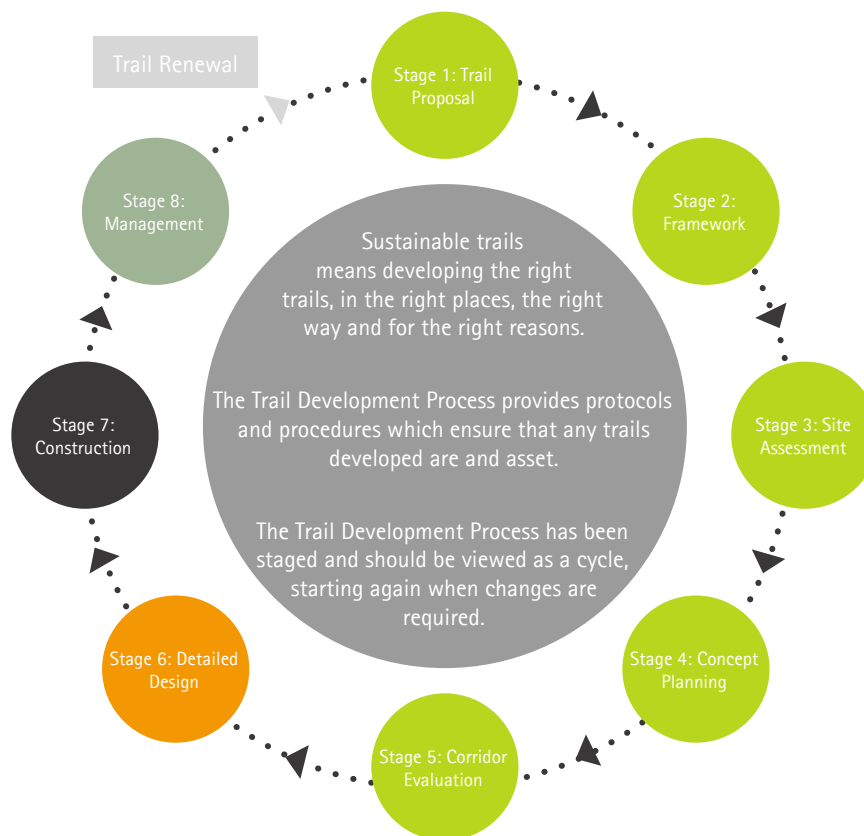 Trail Renewal
Stage 1: Trail
Proposal
Stage 2:
Framework
Stage 3: Site
Assessment
Stage 4: Concept
Planning
Stage 5: Corridor
Evaluation
Stage 6: Detailed
Design
Stage 7:
Construction
Stage 8:
Management
Sustainable trails
means developing the right
trails, in the right places, the right
way and for the right reasons.
The Trail Development Process provides protocols
and procedures which ensure that any trails
developed are and asset.
The Trail Development Process has been
staged and should be viewed as a cycle,
starting again when changes are
required.